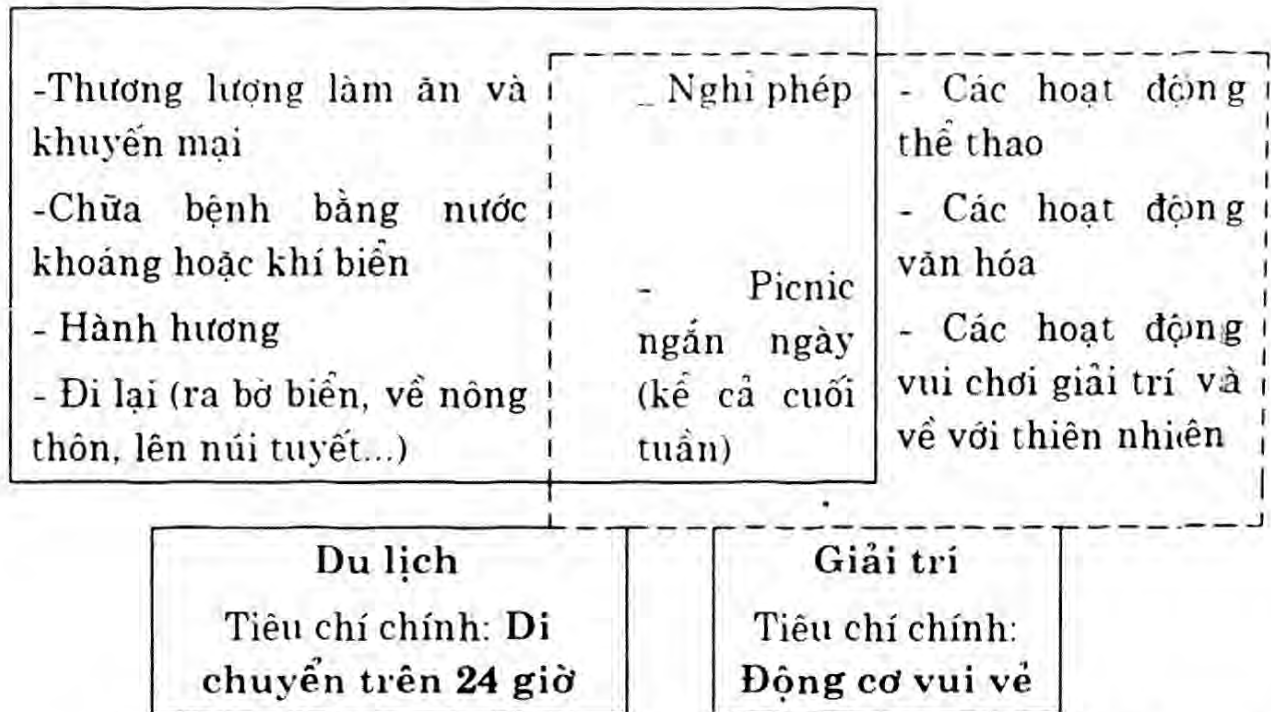 -Thương lượng làm ăn và
khuyến mại
-Chữa bệnh bằng nước
khoáng hoặc khí biển
- Hành hương
- Đi lại (ra bờ biển, về nông
thôn, lên núi tuyết...)
- Nghỉ phép
- Picnic
ngắn ngày
(kể cả cuối
tuần)
- Các hoạt động
thể thao
- Các hoạt động
văn hóa
- Các hoạt động
vui chơi giải trí và
về với thiên nhiên
Du lịch
Tiêu chí chính: Di
chuyển trên 24 giờ
Giải trí
Tiêu chí chính:
Động cơ vui vẻ